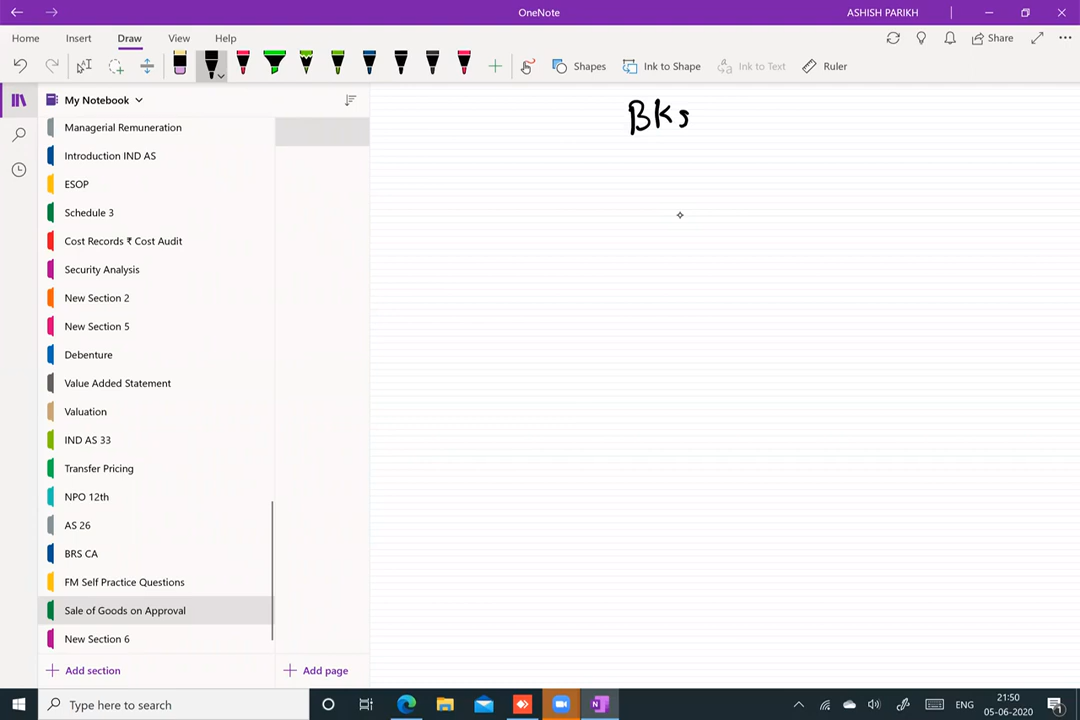 OneNote
ASHISH PARIKH
Home Insert Draw View Help
Share
Shapes Ink to Shape Ink to Text Ruler
My Notebook
Managerial Remuneration
Introduction IND AS
ESOP
Schedule 3
Cost Records ₹ Cost Audit
Security Analysis
New Section 2
New Section 5
Debenture
Value Added Statement
Valuation
IND AS 33
Transfer Pricing
NPO 12th
AS 26
BRS CA
FM Self Practice Questions
Sale of Goods on Approval
New Section 6
Add section
Add page
Bks
Type here to search
ENG
21:50
05-06-2020
1